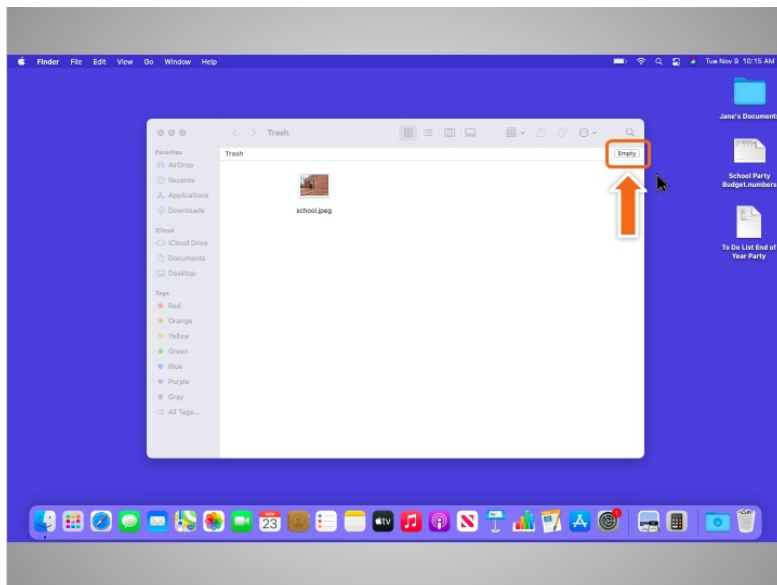 Finder File Edit View Go Window Help
Tue Nov 9 10:15 AM
Jane's Documents
School Party
Budget.numbers
To Do List End of
Year Party
Trash
Trash
Empty
school.jpeg
Favorites
AirDrop
Recents
Applications
Downloads
iCloud
iCloud Drive
Documents
Desktop
Tags
Red
Orange
Yellow
Green
Blue
Purple
Gray
All Tags...
NOV
23
tv
1